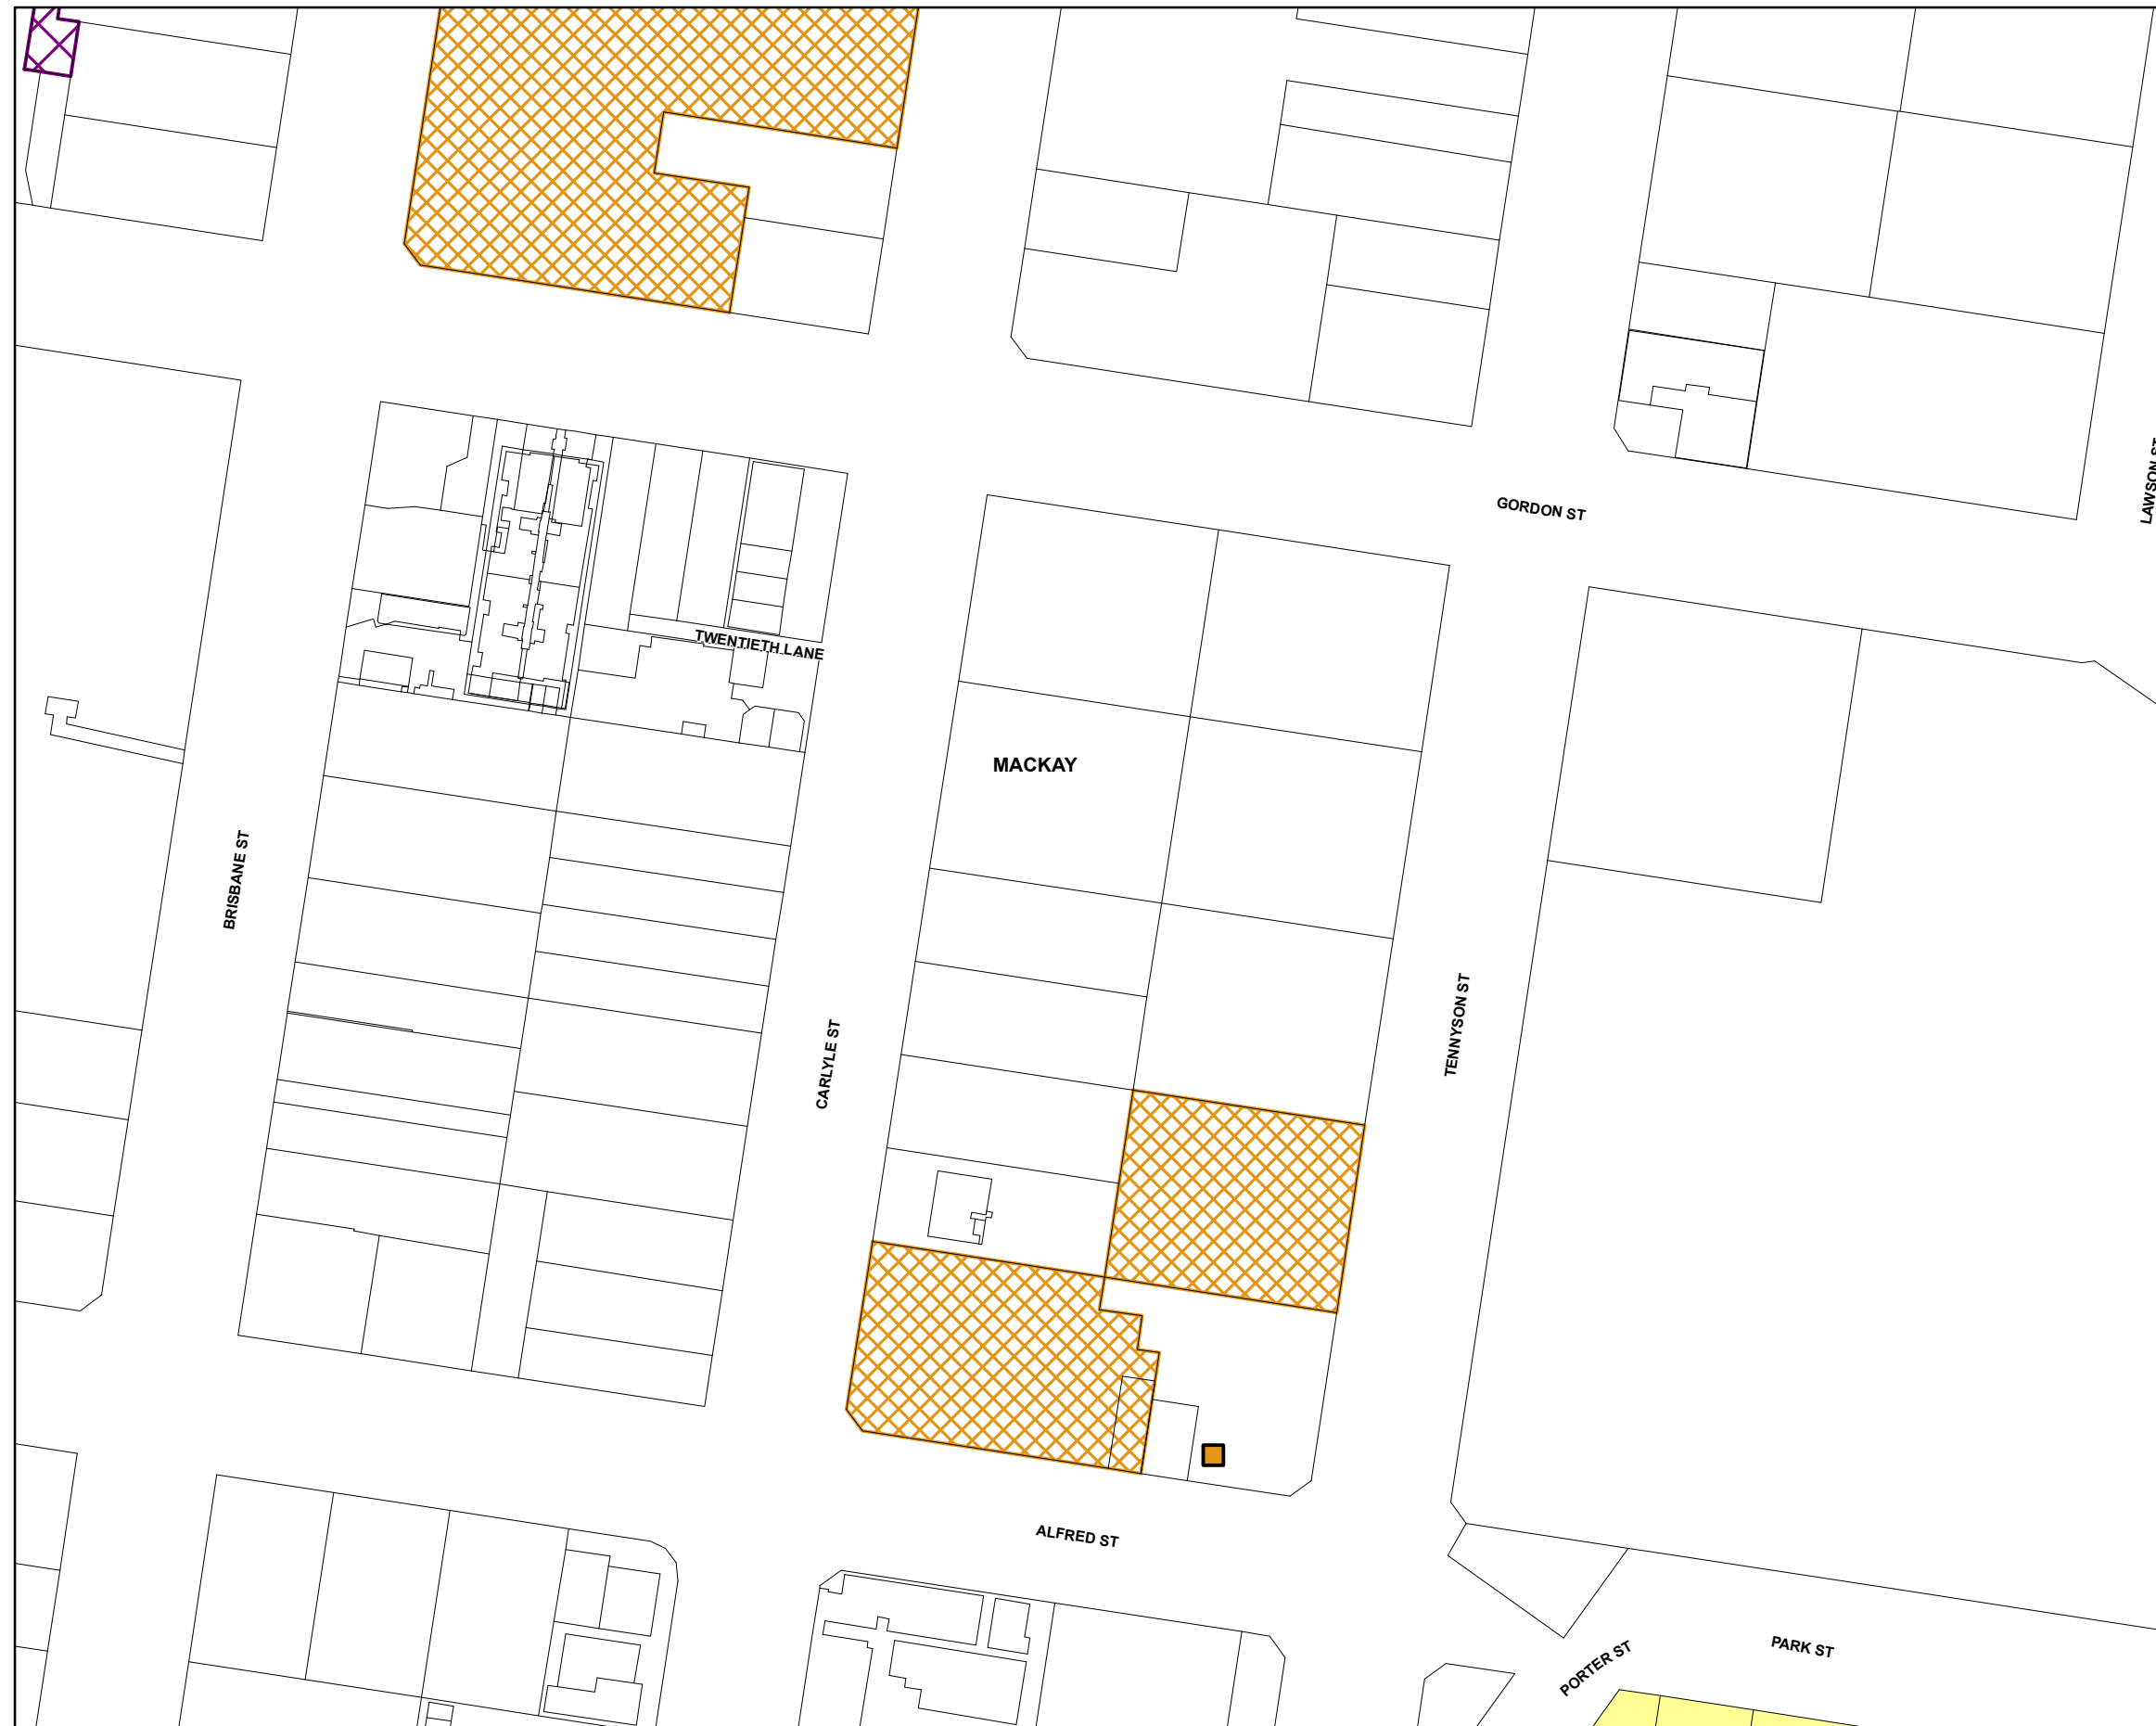 GORDON ST
LAWSON ST
TWENTIETH LANE
MACKAY
BRISBANE ST
CARLYLE ST
TENNYSON ST
ALFRED ST
PORTER ST
PARK ST